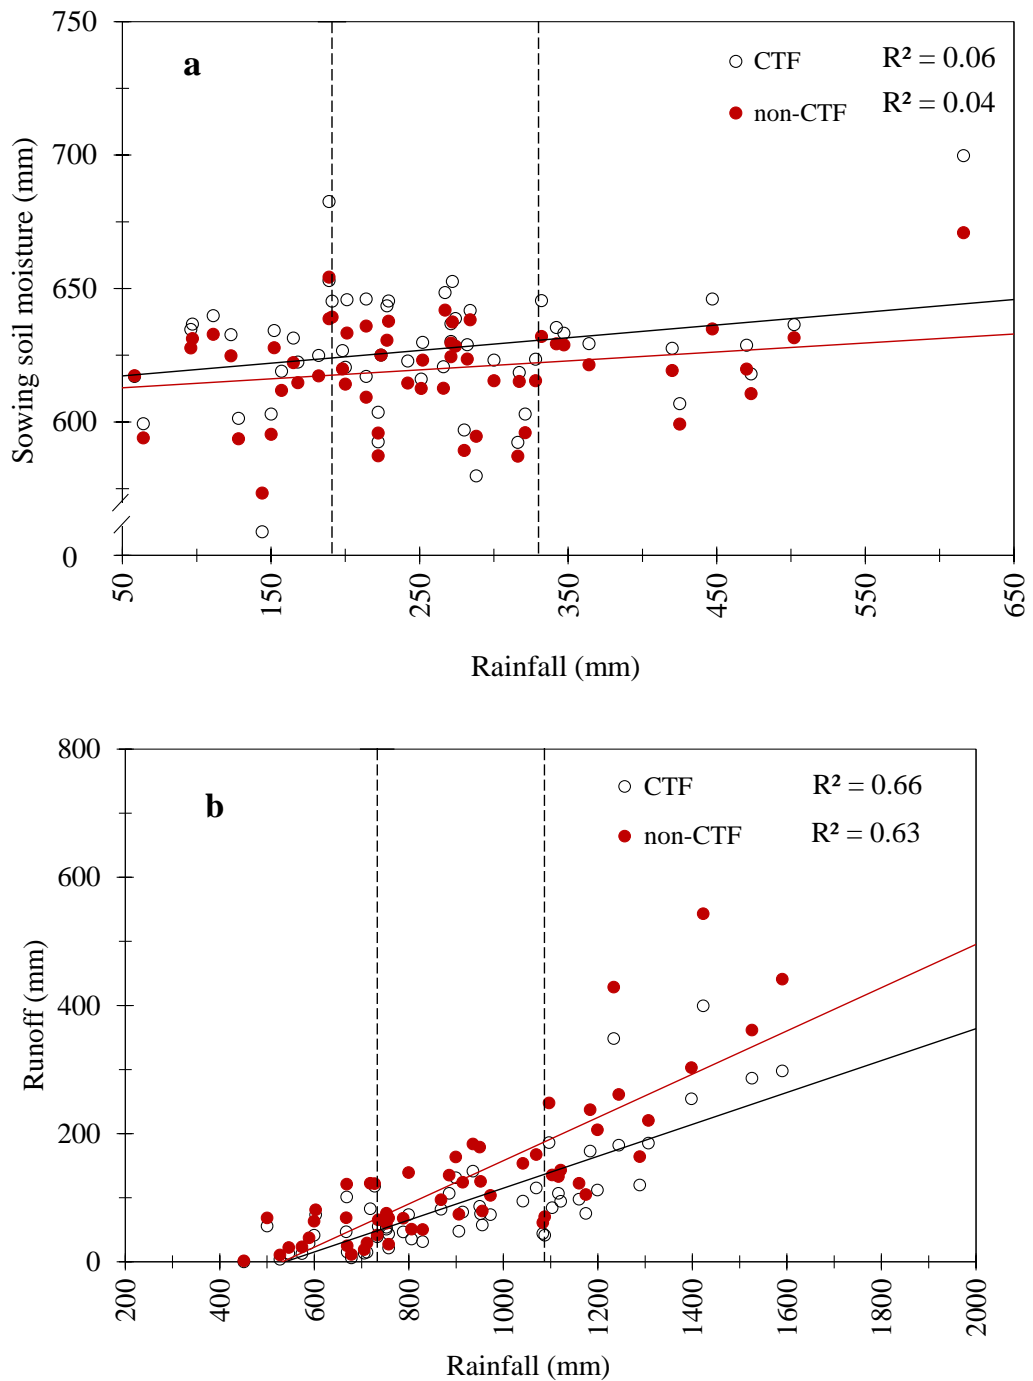 750
a
CTF
R² = 0.06
non-CTF
R² = 0.04
700
650
600
0
Sowing soil moisture (mm)
50
150
250
350
450
550
650
Rainfall (mm)
800
b
CTF
R² = 0.66
non-CTF
R² = 0.63
600
400
200
0
Runoff (mm)
200
400
600
800
1000
1200
1400
1600
1800
2000
Rainfall (mm)